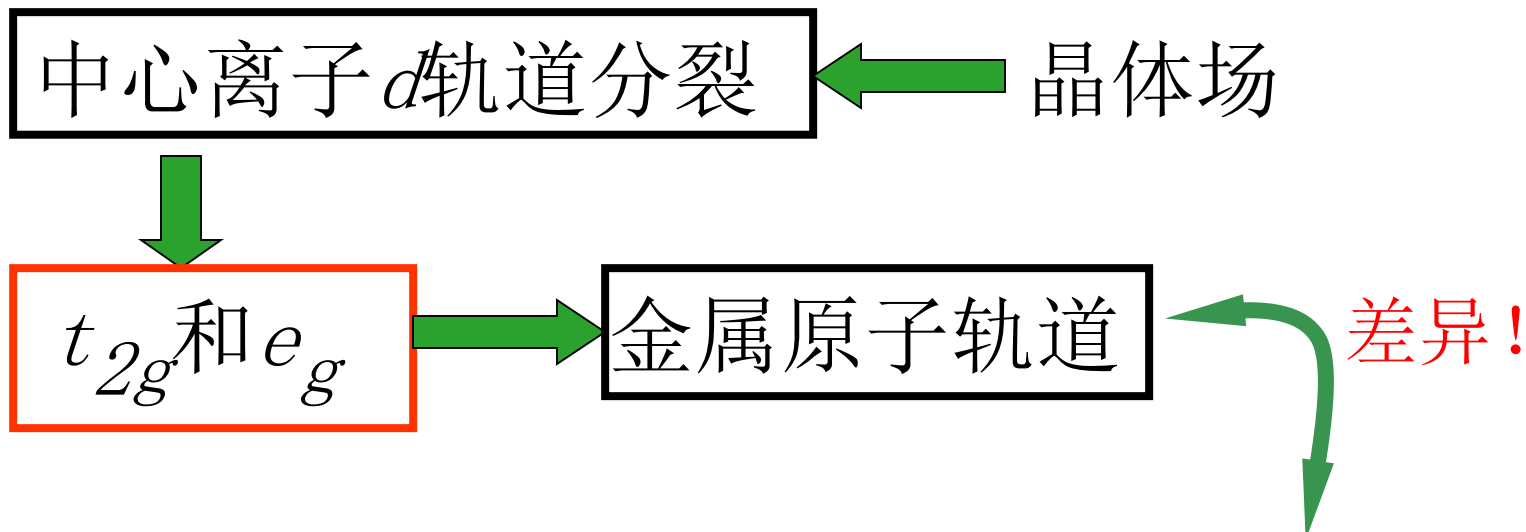 中心离子d轨道分裂
晶体场
t2g和eg
金属原子轨道
差异!